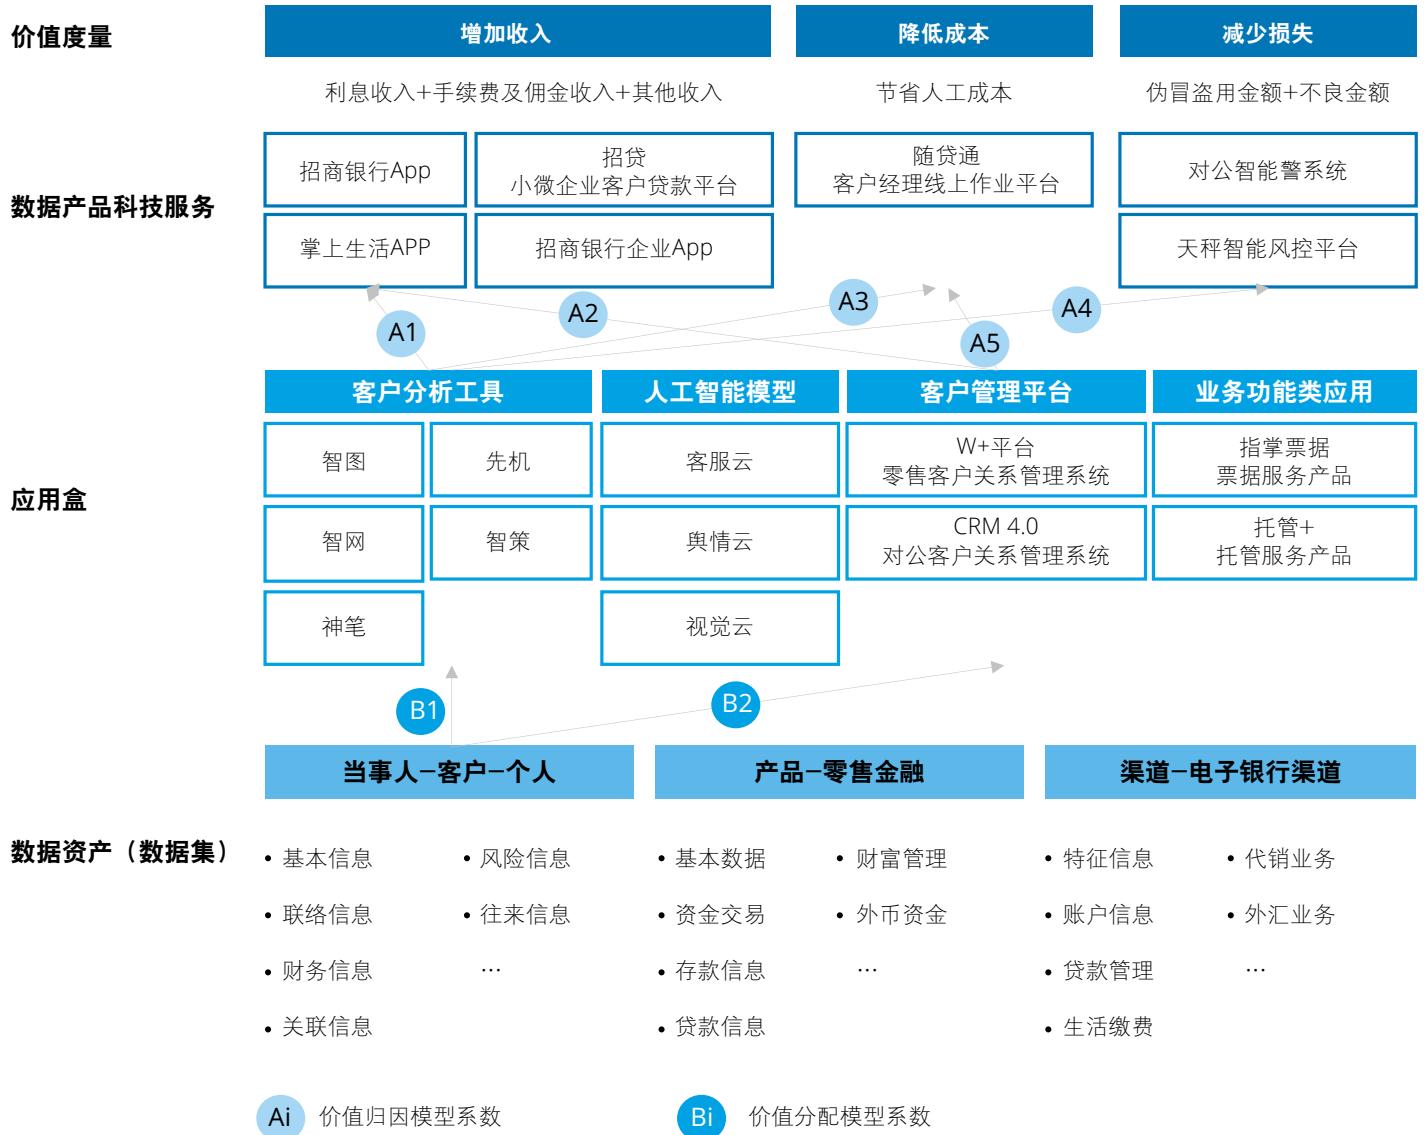 价值度量
增加收入
降低成本
减少损失
利息收入+手续费及佣金收入+其他收入
节省人工成本
伪冒盗用金额+不良金额
数据产品科技服务
招商银行App
招贷
小微企业客户贷款平台
随贷通
客户经理线上作业平台
对公智能警系统
掌上生活APP
招商银行企业App
天秤智能风控平台
A1
A2
A3
A4
A5
应用盒
客户分析工具
人工智能模型
客户管理平台
业务功能类应用
智图
先机
客服云
W+平台
零售客户关系管理系统
指掌票据
票据服务产品
智网
智策
舆情云
CRM 4.0
对公客户关系管理系统
托管+
托管服务产品
神笔
视觉云
B1
B2
数据资产（数据集）
当事人–客户–个人
产品–零售金融
渠道–电子银行渠道
• 基本信息
• 风险信息
• 基本数据
• 财富管理
• 特征信息
• 代销业务
• 联络信息
• 往来信息
• 资金交易
• 外币资金
• 账户信息
• 外汇业务
• 财务信息
…
• 存款信息
…
• 贷款管理
…
• 关联信息
• 贷款信息
• 生活缴费
Ai 价值归因模型系数
Bi 价值分配模型系数